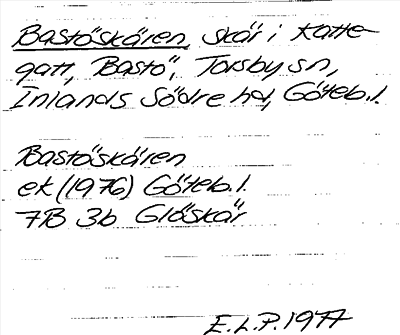 Bastöskären, skär i Katte-
gatt, Bastö, Torsby sn,
Inlands Södre hd, Göteb.l.
Bastöskären
ek (1976) Göteb.l.
7B 3b Glöskär
E.L.P. 1977